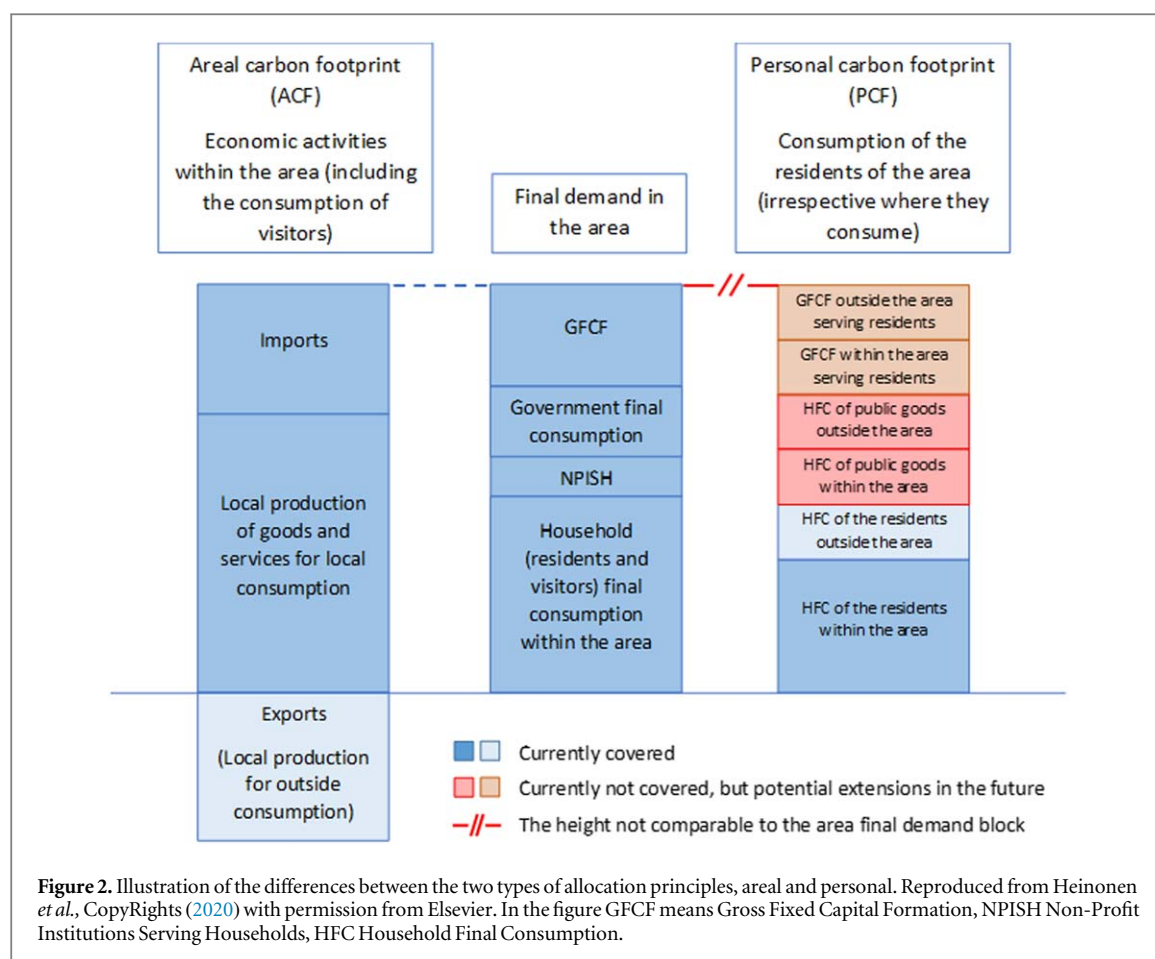 Areal carbon footprint
(ACF)
Economic activities
within the area (including
the consumption of
visitors)
Final demand in
the area
Personal carbon footprint
(PCF)
Consumption of the
residents of the area
(irrespective where they
consume)
Imports
Local production
of goods and
services for local
consumption
Exports
(Local production
for outside
consumption)
GFCF
Government final
consumption
NPISH
Household
(residents and
visitors) final
consumption
within the area
GFCF outside the area
serving residents
GFCF within the area
serving residents
HFC of public goods
outside the area
HFC of public goods
within the area
HFC of the residents
outside the area
HFC of the residents
within the area
Currently covered
Currently not covered, but potential extensions in the future
The height not comparable to the area final demand block
Figure 2. Illustration of the differences between the two types of allocation principles, areal and personal. Reproduced from Heinonen
et al., CopyRights (2020) with permission from Elsevier. In the figure GFCF means Gross Fixed Capital Formation, NPISH Non-Profit
Institutions Serving Households, HFC Household Final Consumption.